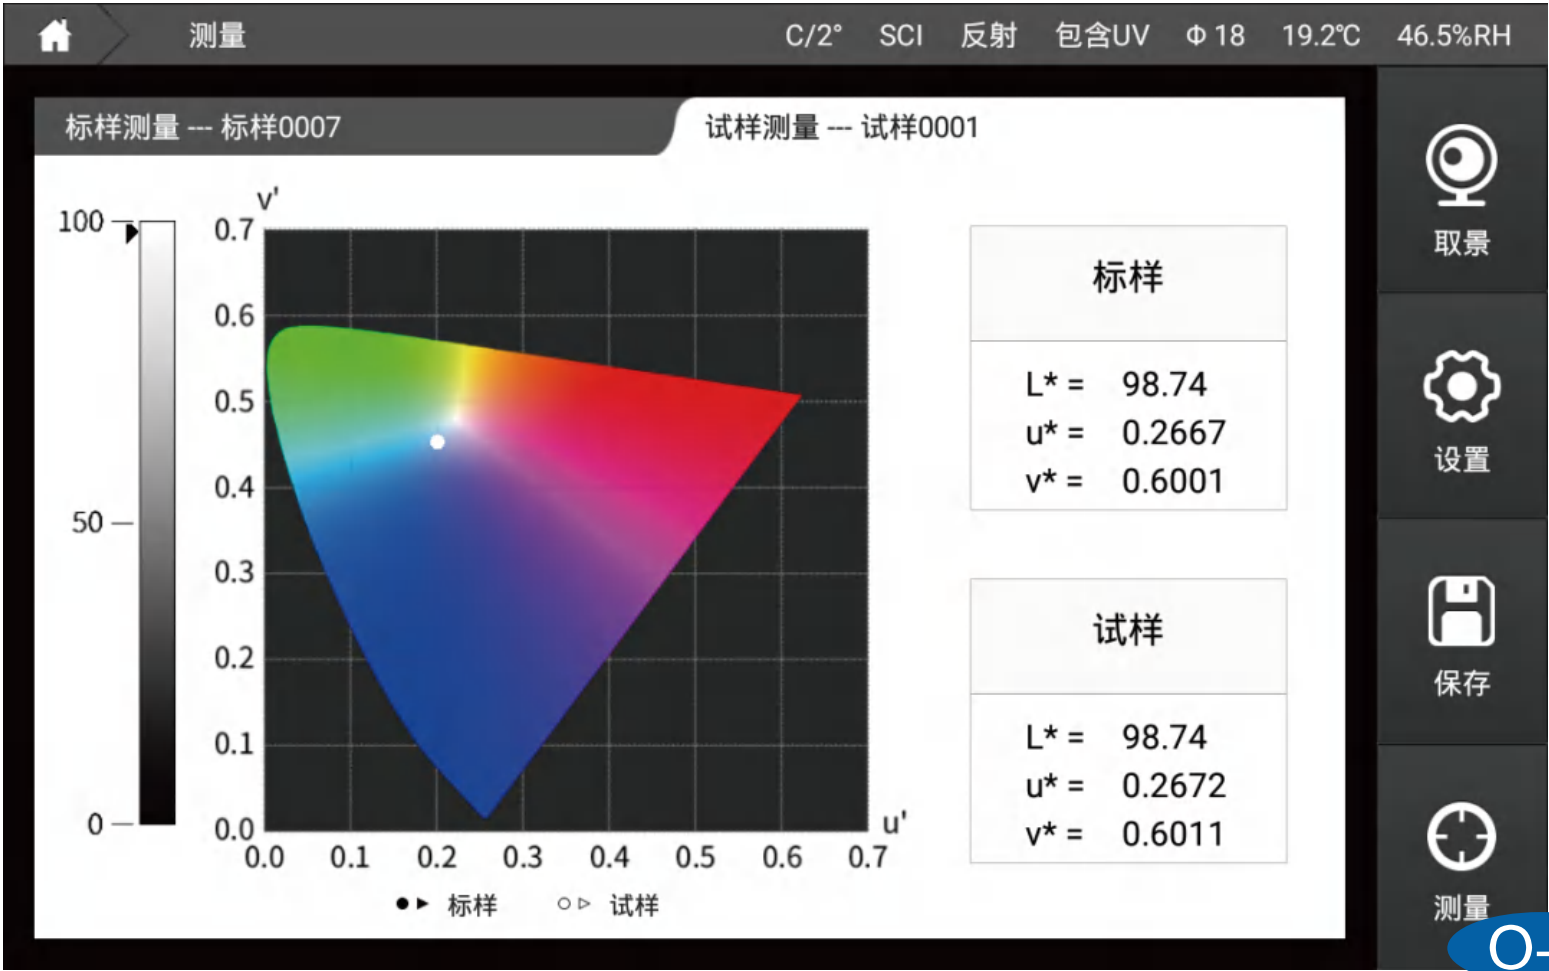 测量 C/2° SCI 反射 包含UV Φ 18 19.2℃ 46.5%RH
标样测量 --- 标样0007
试样测量 --- 试样0001
100
50
0
v'
0.7
0.6
0.5
0.4
0.3
0.2
0.1
0.0
0.0 0.1 0.2 0.3 0.4 0.5 0.6 0.7
u'
标样 试样
标样
L* = 98.74
u* = 0.2667
v* = 0.6001
试样
L* = 98.74
u* = 0.2672
v* = 0.6011
取景
设置
保存
测量